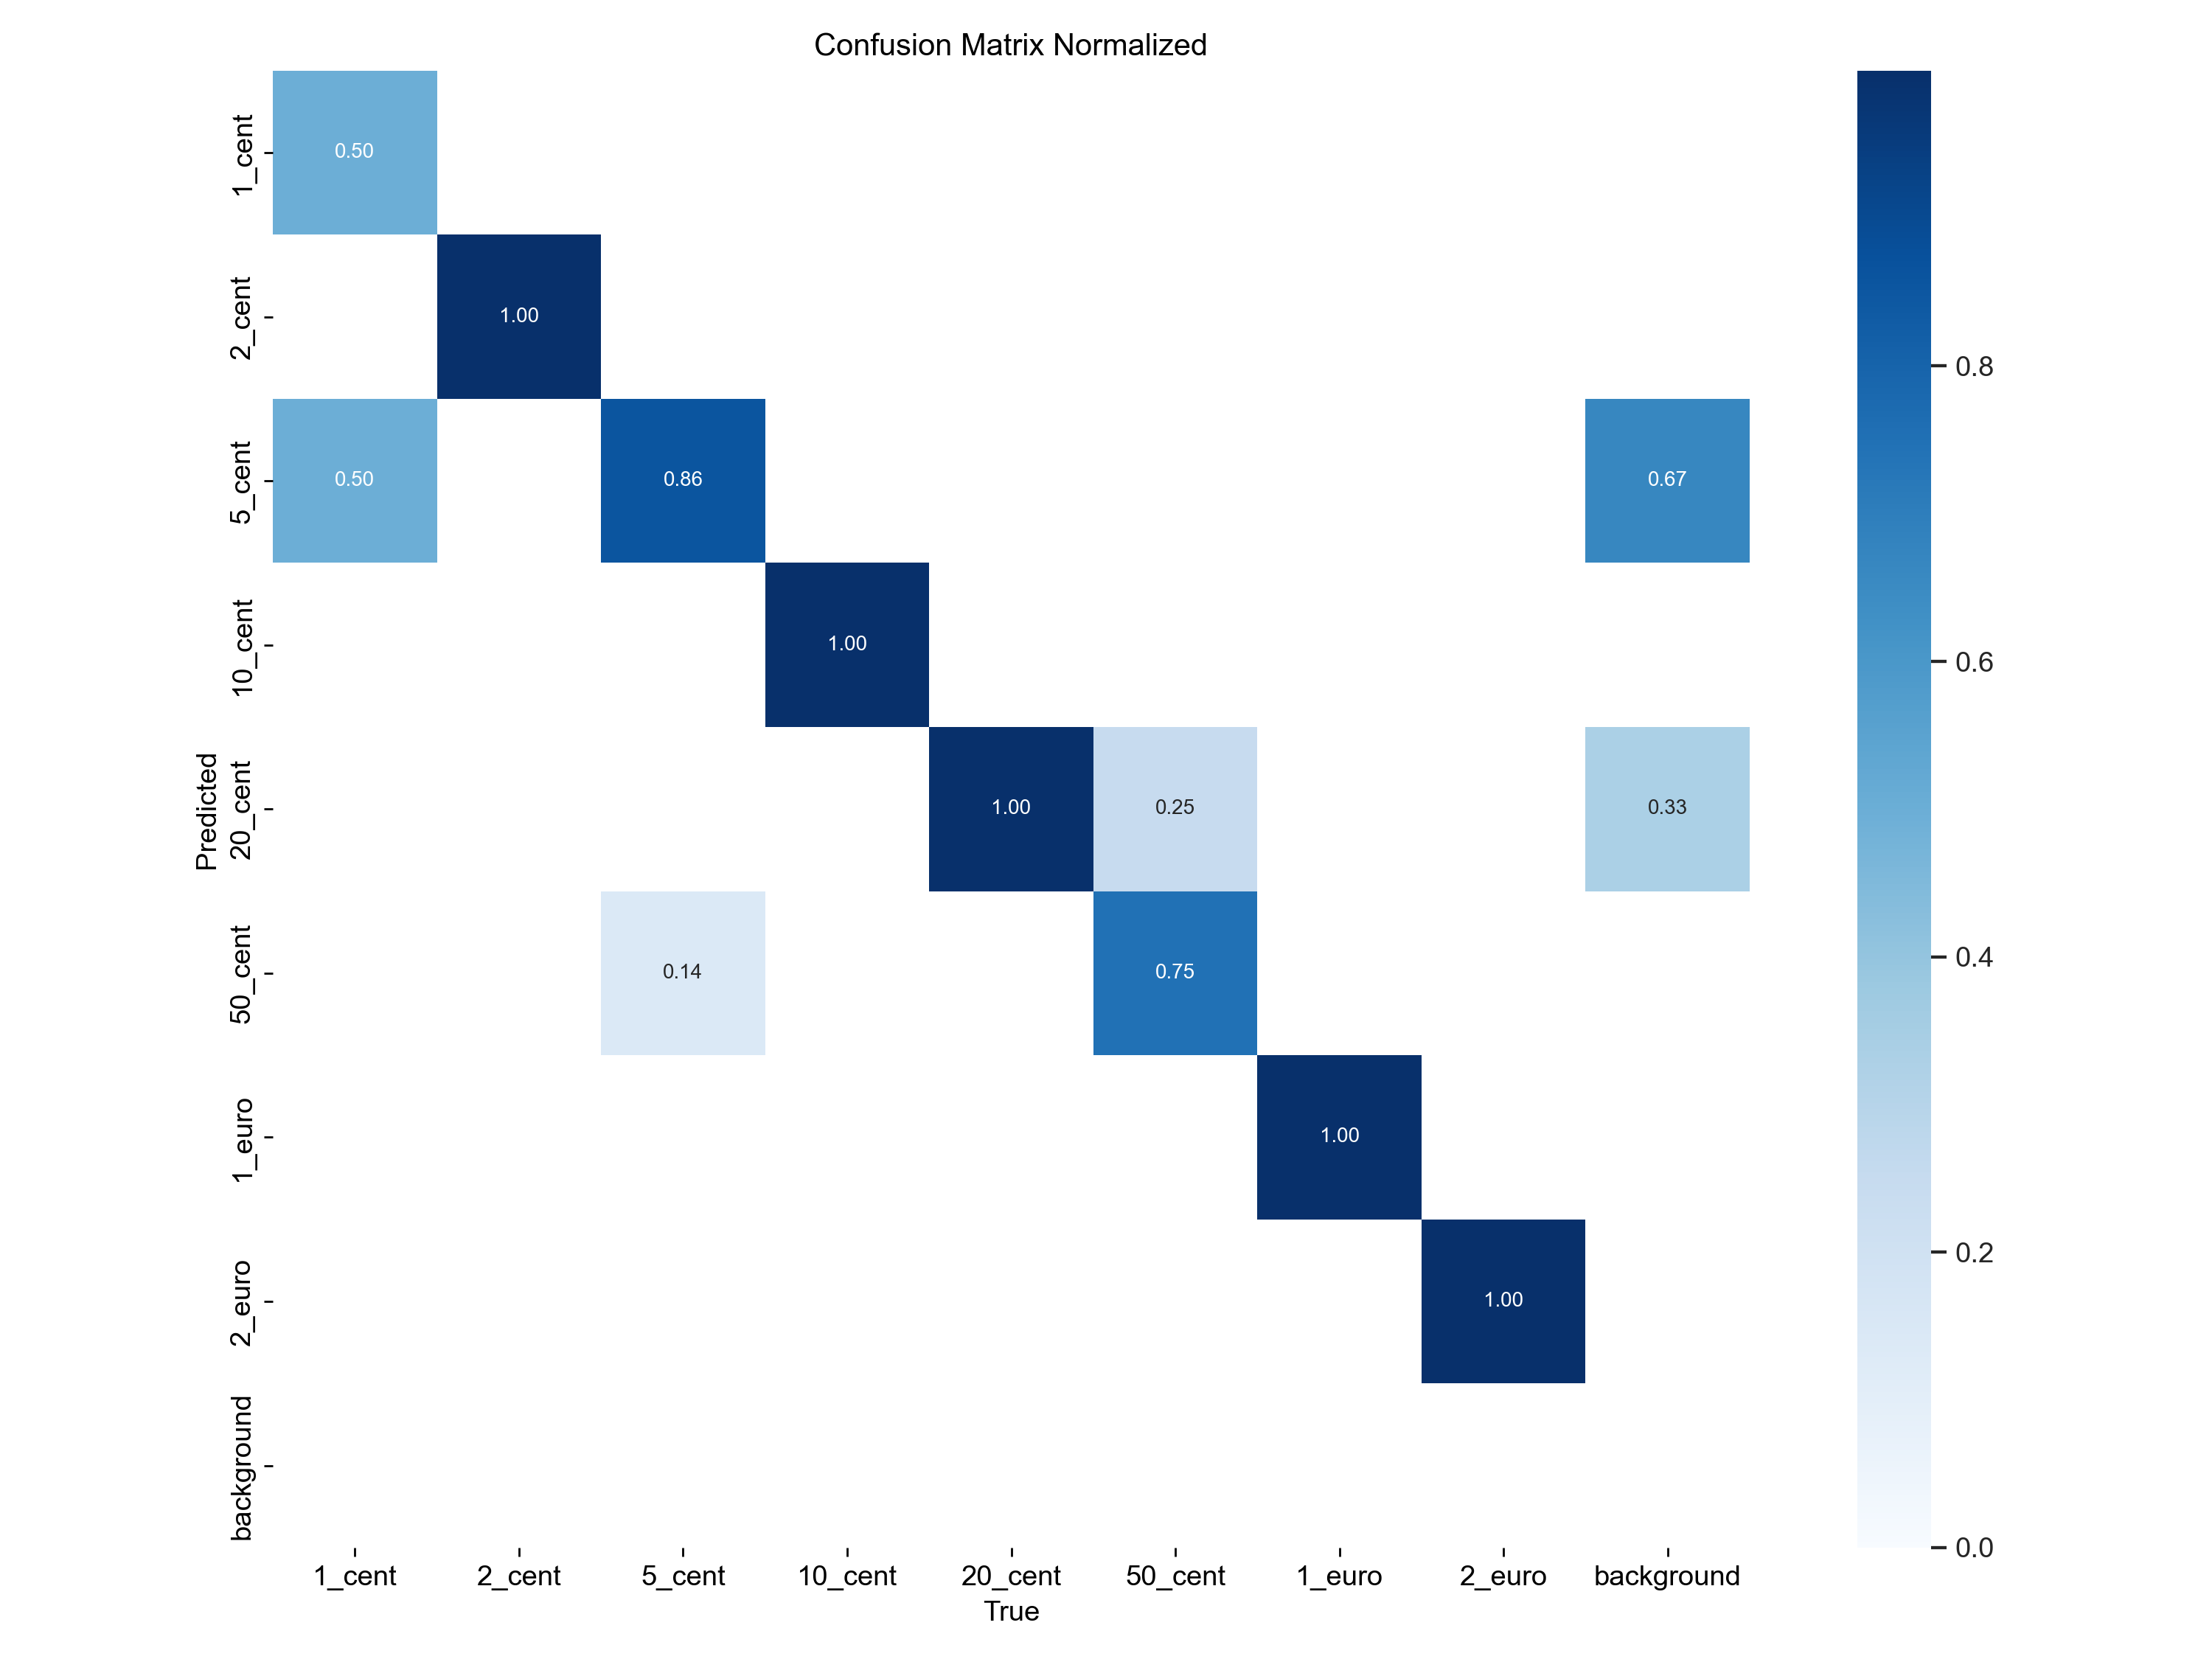 Confusion Matrix Normalized
1_cent
0.50
2_cent
1.00
0.8
5_cent
0.50
0.86
0.67
10_cent
1.00
0.6
Predicted
20_cent
1.00
0.25
0.33
50_cent
0.14
0.75
0.4
1_euro
1.00
2_euro
1.00
0.2
background
0.0
1_cent 2_cent 5_cent 10_cent 20_cent 50_cent 1_euro 2_euro background
True